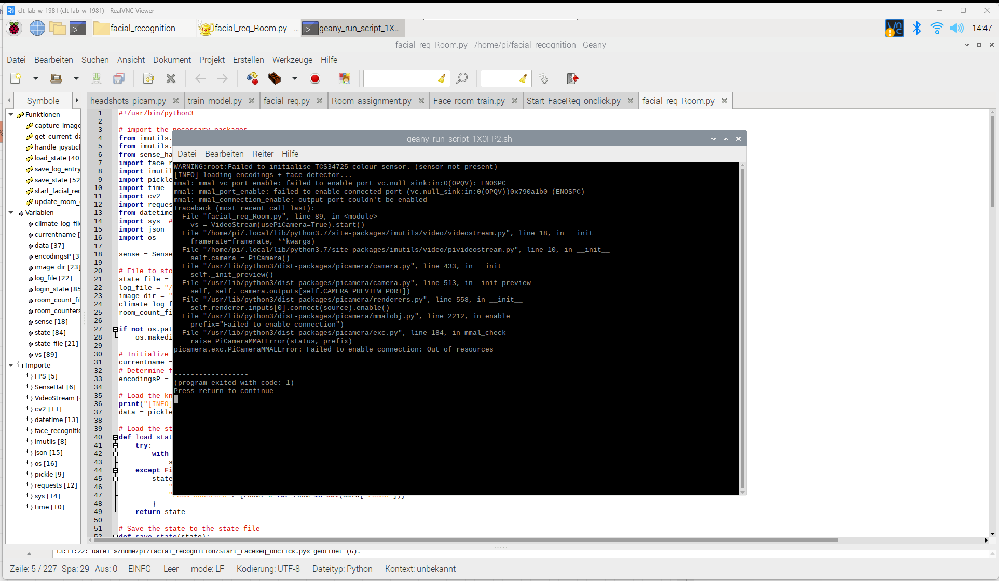 clt-lab-w-1981 (clt-lab-w-1981) - RealVNC Viewer
facial_recognition
facial_req_Room.py - ...
geany_run_script_1X...
14:47
facial_req_Room.py - /home/pi/facial_recognition - Geany
Datei Bearbeiten Suchen Ansicht Dokument Projekt Erstellen Werkzeuge Hilfe
Symbole
headshots_picam.py
train_model.py
facial_req.py
Room_assignment.py
Face_room_train.py
Start_FaceReq_onclick.py
facial_req_Room.py
Funktionen
capture_image
get_current_da
handle_joystick
load_state [40]
save_log_entry
save_state [52
start_facial_rec
update_room_c
Variablen
climate_log_file
currentname [
data [37]
encodingsP [33
image_dir [23]
log_file [22]
login_state [85
room_count_fil
room_counters
sense [18]
state [84]
state_file [21]
vs [89]
Importe
FPS [5]
SenseHat [6]
VideoStream [4
cv2 [11]
datetime [13]
face_recognitio
imutils [8]
json [15]
os [16]
pickle [9]
requests [12]
sys [14]
time [10]
1 #!/usr/bin/python3
2
3 # import the necessary packages
4 from imutils.
5 from imutils.
6 from sense_ha
7 import face_r
8 import imutil
9 import pickle
10 import time
11 import cv2
12 import reques
13 from datetime
14 import sys #
15 import json
16 import os
17
18 sense = Sense
19
20 # File to sto
21 state_file =
22 log_file = "/
23 image_dir = "
24 climate_log_f
25 room_count_fi
26
27 if not os.pat
28 os.makedi
29
30 # Initialize
31 currentname =
32 # Determine f
33 encodingsP =
34
35 # Load the kn
36 print("[INFO]
37 data = pickle
38
39 # Load the st
40 def load_stat
41 try:
42 with
43 s
44 except Fi
45 state
46 "
47 "room_counters": {room: 0 for room in set(data["rooms"])}
48 }
49 return state
50
51 # Save the state to the state file
52 def save_state(state):
geany_run_script_1X0FP2.sh
Datei Bearbeiten Reiter Hilfe
WARNING:root:Failed to initialise TCS34725 colour sensor. (sensor not present)
[INFO] loading encodings + face detector...
mmal: mmal_vc_port_enable: failed to enable port vc.null_sink:in:0(OPQV): ENOSPC
mmal: mmal_port_enable: failed to enable connected port (vc.null_sink:in:0(OPQV))0x790a1b0 (ENOSPC)
mmal: mmal_connection_enable: output port couldn't be enabled
Traceback (most recent call last):
File "facial_req_Room.py", line 89, in <module>
vs = VideoStream(usePiCamera=True).start()
File "/home/pi/.local/lib/python3.7/site-packages/imutils/video/videostream.py", line 18, in __init__
framerate=framerate, **kwargs)
File "/home/pi/.local/lib/python3.7/site-packages/imutils/video/pivideostream.py", line 10, in __init__
self.camera = PiCamera()
File "/usr/lib/python3/dist-packages/picamera/camera.py", line 433, in __init__
self._init_preview()
File "/usr/lib/python3/dist-packages/picamera/camera.py", line 513, in _init_preview
self, self._camera.outputs[self.CAMERA_PREVIEW_PORT])
File "/usr/lib/python3/dist-packages/picamera/renderers.py", line 558, in __init__
self.renderer.inputs[0].connect(source).enable()
File "/usr/lib/python3/dist-packages/picamera/mmalobj.py", line 2212, in enable
prefix="Failed to enable connection")
File "/usr/lib/python3/dist-packages/picamera/exc.py", line 184, in mmal_check
raise PiCameraMMALError(status, prefix)
picamera.exc.PiCameraMMALError: Failed to enable connection: Out of resources
------------------
(program exited with code: 1)
Press return to continue
13:11:22: Datei »/home/pi/facial_recognition/Start_FaceReq_onclick.py« geöffnet (6).
Zeile: 5 / 227 Spa: 29 Aus: 0 EINFG Leer mode: LF Kodierung: UTF-8 Dateityp: Python Kontext: unbekannt